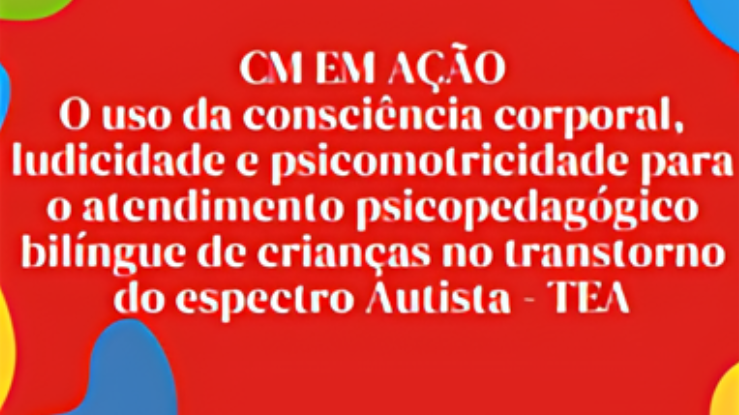 CM EM AÇÃO
O uso da consciência corporal,
ludicidade e psicomotricidade para
o atendimento psicopedagógico
bilíngue de crianças no transtorno
do espectro Autista - TEA